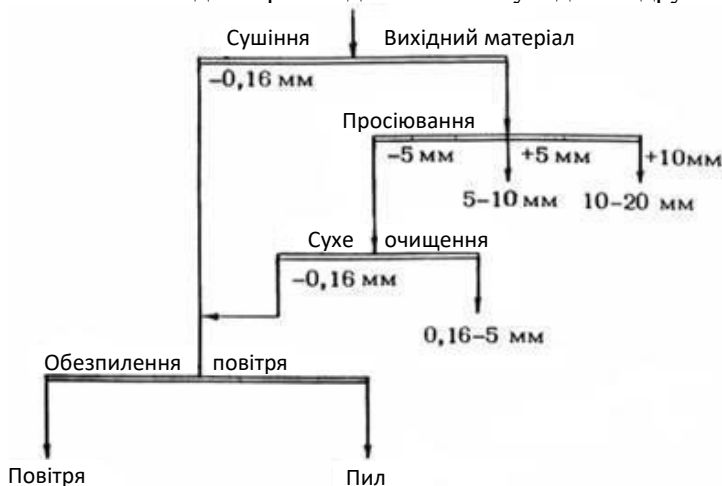 Сушіння Вихідний матеріал
−0,16 мм
Просіювання
−5 мм +5 мм +10мм
5−10 мм 10−20 мм
Сухе очищення
−0,16 мм
0,16−5 мм
Обезпилення повітря
Повітря Пил